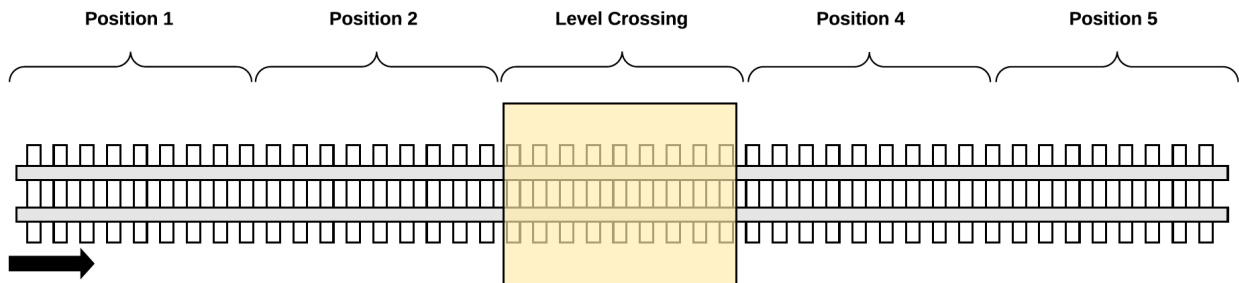 Position 1
Position 2
Level Crossing
Position 4
Position 5